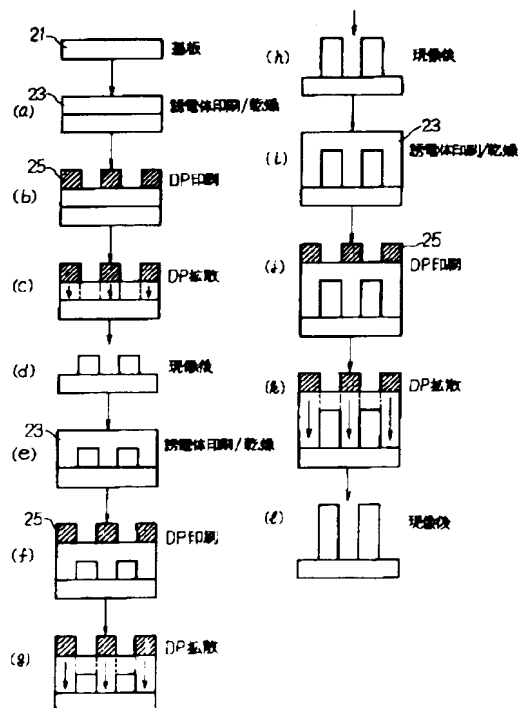 21
基板
23
(a)
誘電体印刷/乾燥
25
(b)
DP印刷
(c)
DP拡散
(d)
現像後
23
(e)
誘電体印刷/乾燥
25
(f)
DP印刷
(g)
DP拡散
(h)
現像後
23
(i)
誘電体印刷/乾燥
25
(j)
DP印刷
(k)
DP拡散
(l)
現像後